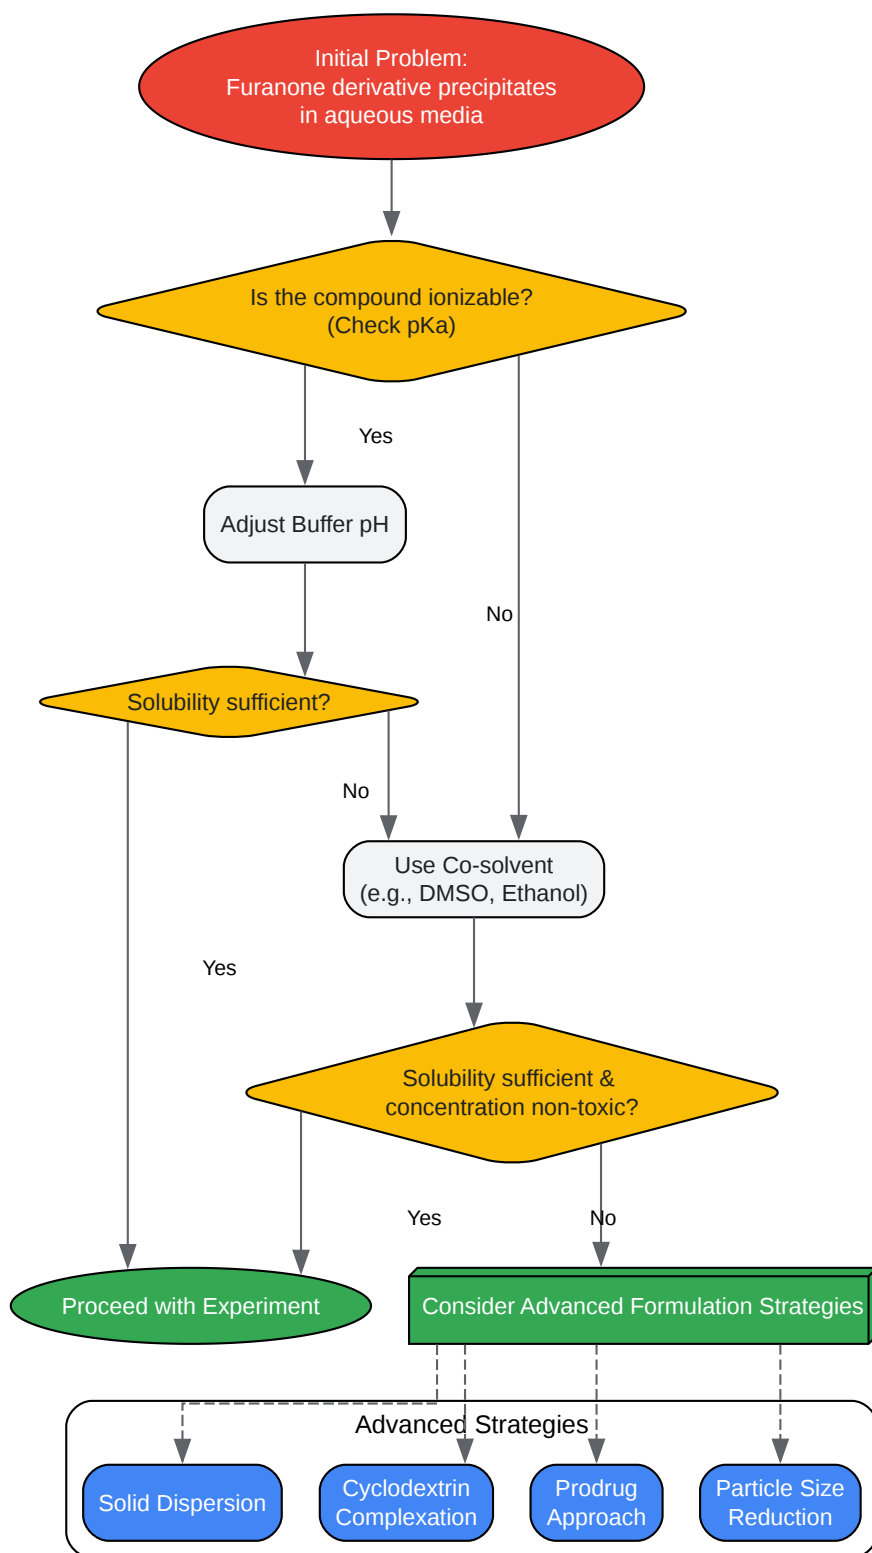 Initial Problem:
Furanone derivative precipitates
in aqueous media
Is the compound ionizable?
(Check pKa)
Yes
Adjust Buffer pH
No
Solubility sufficient?
No
Use Co-solvent
(e.g., DMSO, Ethanol)
Yes
Solubility sufficient &
concentration non-toxic?
Yes
No
Proceed with Experiment
Consider Advanced Formulation Strategies
Advanced Strategies
Solid Dispersion
Cyclodextrin
Complexation
Prodrug
Approach
Particle Size
Reduction